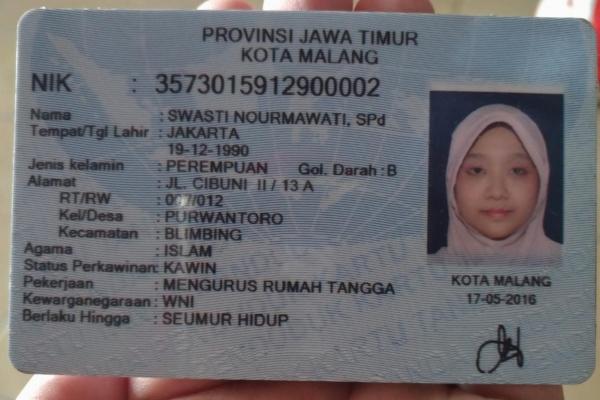 PROVINSI JAWA TIMUR
KOTA MALANG
NIK : 3573015912900002
Nama : SWASTI NOURMAWATI, SPd
Tempat/Tgl Lahir : JAKARTA
19-12-1990
Jenis kelamin : PEREMPUAN Gol. Darah : B
Alamat : JL. CIBUNI II / 13 A
RT/RW : 007/012
Kel/Desa : PURWANTORO
Kecamatan : BLIMBING
Agama : ISLAM
Status Perkawinan: KAWIN
Pekerjaan : MENGURUS RUMAH TANGGA
Kewarganegaraan : WNI
Berlaku Hingga : SEUMUR HIDUP
KOTA MALANG
17-05-2016